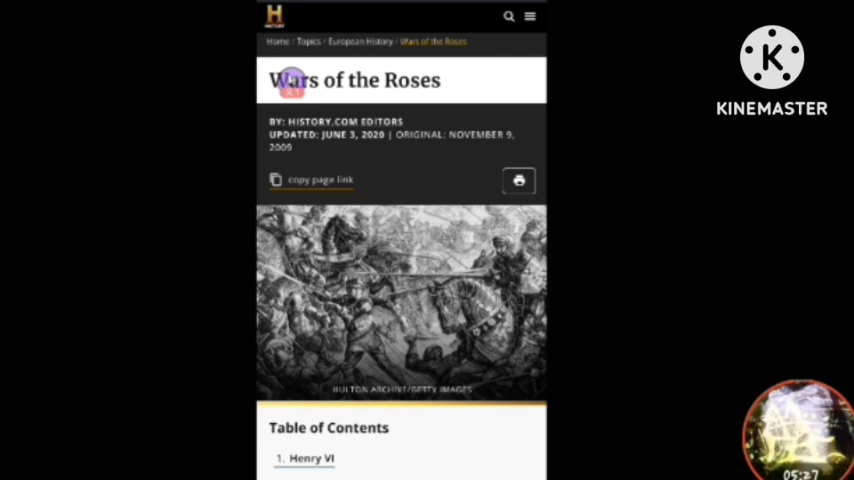 H
HISTORY
Home / Topics / European History / Wars of the Roses
Wars of the Roses
BY: HISTORY.COM EDITORS
UPDATED: JUNE 3, 2020 | ORIGINAL: NOVEMBER 9,
2009
copy page link
HULTON ARCHIVE/GETTY IMAGES
Table of Contents
1. Henry VI
K
KINEMASTER
05:27